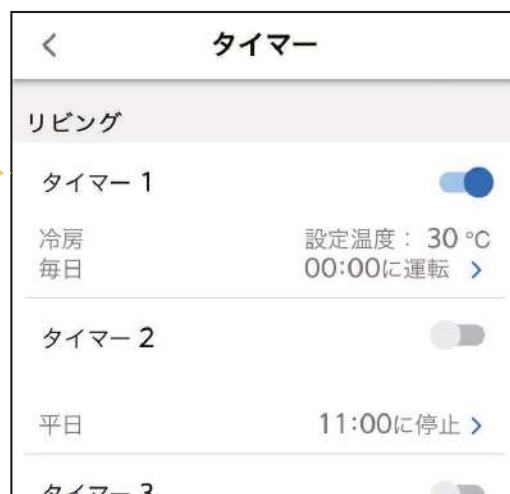 タイマー
リビング
タイマー 1
冷房 設定温度： 30 °C
毎日 00:00に運転 >
タイマー 2
平日 11:00に停止 >
タイマー 3